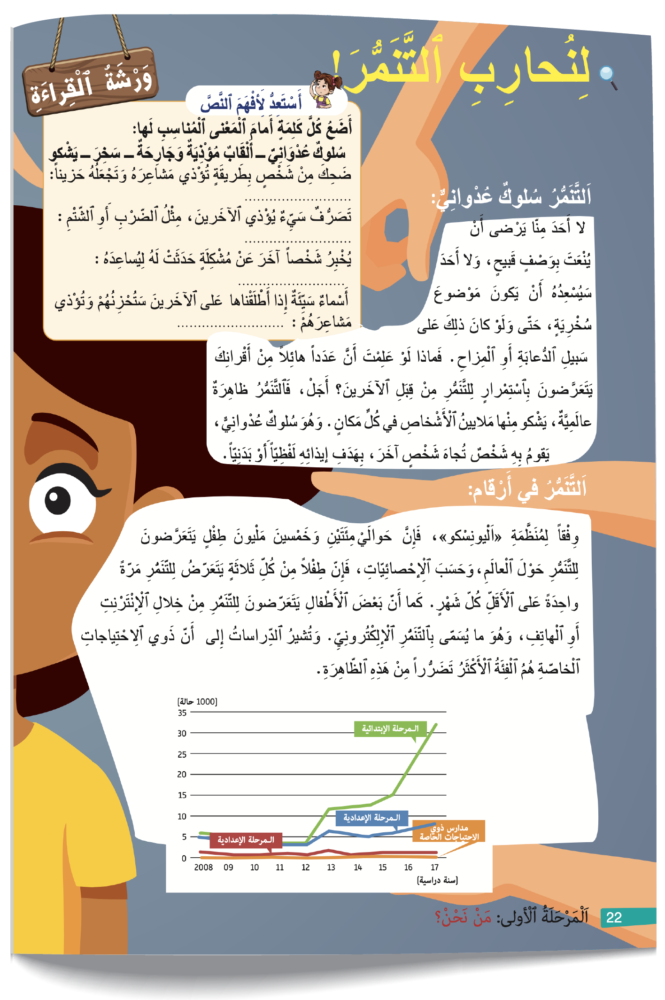 لِنُحارِبِ ٱلتَّنَمُّرَ!
وَرْشَةُ ٱلْقِراءَةِ
أَسْتَعِدُّ لِأَفْهَمَ ٱلنَّصَّ
أَضَعُ كُلَّ كَلِمَةٍ أَمامَ ٱلْمَعْنى ٱلْمُناسِبِ لَها:
سُلوكٌ عُدْوَانِيٌّ – أَلْقَابٌ مُؤْذِيَةٌ وَجَارِحَةٌ – سَخِرَ – يَشْكو
ضَحِكَ مِنْ شَخْصٍ بِطَريقَةٍ تُؤْذي مَشاعِرَهُ وَتَجْعَلُهُ حَزيناً:
..........................
تَصَرُّفٌ سَيِّءٌ يُؤْذي ٱلآخَرينَ، مِثْلُ ٱلضّرْبِ أَوِ ٱلشّتْمِ :
..........................
يُخْبِرُ شَخْصاً آخَرَ عَنْ مُشْكِلَةٍ حَدَثَتْ لَهُ لِيُساعِدَهُ :
..........................
أَسْماءٌ سَيِّئَةٌ إِذا أَطْلَقْناها عَلى ٱلآخَرينَ سَتُحْزِنُهُمْ وَتُؤْذي
مَشاعِرَهُمْ : ..........................
اَلتَّنَمُّرُ سُلوكٌ عُدْوانِيٌّ:
لا أَحَدَ مِنّا يَرْضى أَنْ
يُنْعَتَ بِوَصْفٍ قَبيحٍ، وَلا أَحَدَ
سَيُسْعِدُهُ أَنْ يَكونَ مَوْضوعَ
سُخْرِيَةٍ، حَتّى وَلَوْ كانَ ذلِكَ عَلى
سَبيلِ ٱلدُّعابَةِ أَوِ ٱلْمِزاحِ. فَماذا لَوْ عَلِمْتَ أَنَّ عَدَداً هائِلاً مِنْ أَقْرانِكَ
يَتَعَرَّضونَ بِٱسْتِمْرارٍ لِلتَّنَمُّرِ مِنْ قِبَلِ ٱلآخَرينَ؟ أَجَلْ، فَٱلتَّنَمُّرُ ظاهِرَةٌ
عالَمِيَّةٌ، يَشْكو مِنْها مَلايينُ ٱلْأَشْخاصِ في كُلِّ مَكانٍ. وَهُوَ سُلوكٌ عُدْوانِيٌّ،
يَقومُ بِهِ شَخْصٌ تُجاهَ شَخْصٍ آخَرَ، بِهَدَفِ إيذائِهِ لَفْظِيّاً أَوْ بَدَنِيّاً.
اَلتَّنَمُّرُ في أَرْقام:
وِفْقاً لِمُنَظَّمَةِ «اَلْيونِسْكو»، فَإِنَّ حَوالَيْ مِئَتَيْنِ وَخَمْسينَ مَلْيونَ طِفْلٍ يَتَعَرَّضونَ
لِلتَّنَمُّرِ حَوْلَ ٱلْعالَمِ، وَحَسَبَ ٱلْإِحْصائِيّاتِ، فَإِنّ طِفْلاً مِنْ كُلِّ ثَلاثَةٍ يَتَعَرّضُ لِلتّنَمُّرِ مَرّةً
واحِدَةً عَلى ٱلْأَقَلِّ كُلّ شَهْرٍ. كَما أَنّ بَعْضَ ٱلْأَطْفالِ يَتَعَرّضونَ لِلتّنَمُّرِ مِنْ خِلالِ ٱلْإِنْتَرْنِتِ
أَوِ ٱلْهاتِفِ، وَهُوَ ما يُسَمّى بِٱلتّنَمُّرِ ٱلْإِلِكْتُرونِيّ. وَتُشيرُ ٱلدِّراساتُ إِلى أَنّ ذَوي ٱلِاحْتِياجاتِ
ٱلْخاصّةِ هُمُ ٱلْفِئَةُ ٱلْأَكْثَرُ تَضَرُّراً مِنْ هَذِهِ ٱلظّاهِرَةِ.
(1000 حالة)
35
30
25
20
15
10
5
0
المرحلة الإبتدائية
المرحلة الإعدادية
المرحلة الإعدادية
مدارس ذوي
الاحتياجات الخاصة
2008 09 10 11 12 13 14 15 16 17
(سنة دراسية)
22 اَلْمَرْحَلَةُ ٱلْأولى: مَنْ نَحْنُ؟